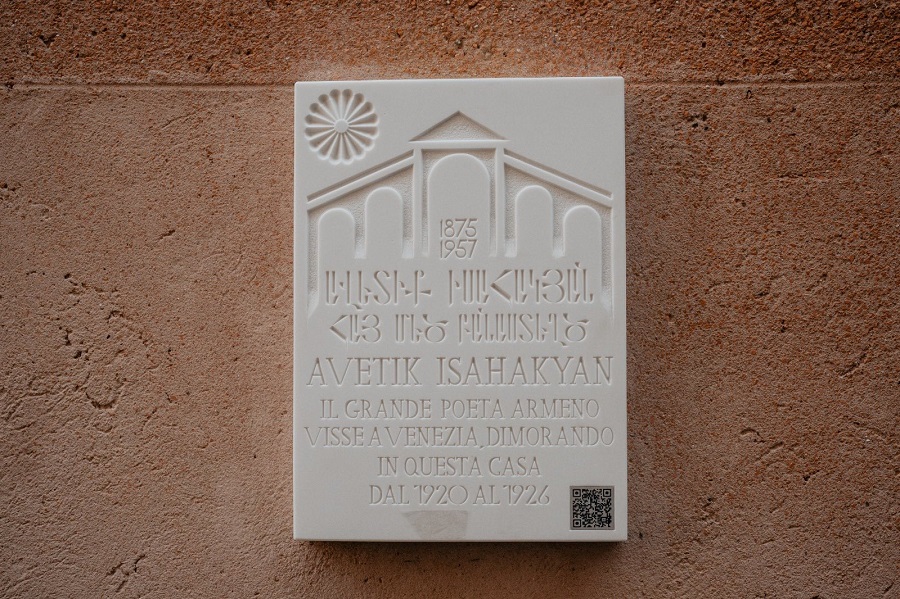 1875
1957
ԱՎԵՏԻՔ ԻՍԱՀԱԿՅԱՆ
ՀԱՅ ՄԵԾ ԲԱՆԱՍՏԵՂԾ
AVETIK ISAHAKYAN
IL GRANDE POETA ARMENO
VISSE A VENEZIA, DIMORANDO
IN QUESTA CASA
DAL 1920 AL 1926